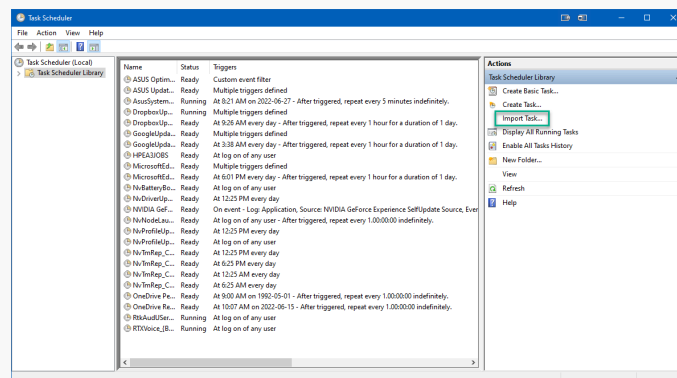 Task Scheduler
File Action View Help
Task Scheduler (Local)
Task Scheduler Library
Name Status Triggers
ASUS Optim... Ready Custom event filter
ASUS Updat... Ready Multiple triggers defined
AsusSystem... Running At 8:21 AM on 2022-06-27 - After triggered, repeat every 5 minutes indefinitely.
DropboxUp... Running Multiple triggers defined
DropboxUp... Ready At 9:26 AM every day - After triggered, repeat every 1 hour for a duration of 1 day.
GoogleUpda... Ready Multiple triggers defined
GoogleUpda... Ready At 3:38 AM every day - After triggered, repeat every 1 hour for a duration of 1 day.
HPEA3JOBS Ready At log on of any user
MicrosoftEd... Ready Multiple triggers defined
MicrosoftEd... Ready At 6:01 PM every day - After triggered, repeat every 1 hour for a duration of 1 day.
NvBatteryBo... Ready At log on of any user
NvDriverUp... Ready At 12:25 PM every day
NVIDIA GeF... Ready On event - Log: Application, Source: NVIDIA GeForce Experience SelfUpdate Source, Ever
NvNodeLau... Ready At log on of any user - After triggered, repeat every 1.00:00:00 indefinitely.
NvProfileUp... Ready At 12:25 PM every day
NvProfileUp... Ready At log on of any user
NvTmRep_C... Ready At 12:25 PM every day
NvTmRep_C... Ready At 6:25 PM every day
NvTmRep_C... Ready At 12:25 AM every day
NvTmRep_C... Ready At 6:25 AM every day
OneDrive Pe... Ready At 9:00 AM on 1992-05-01 - After triggered, repeat every 1.00:00:00 indefinitely.
OneDrive Re... Ready At 10:07 AM on 2022-06-15 - After triggered, repeat every 1.00:00:00 indefinitely.
RtkAudUSer... Running At log on of any user
RTXVoice_{B... Running At log on of any user
Actions
Task Scheduler Library
Create Basic Task...
Create Task...
Import Task...
Display All Running Tasks
Enable All Tasks History
New Folder...
View
Refresh
Help